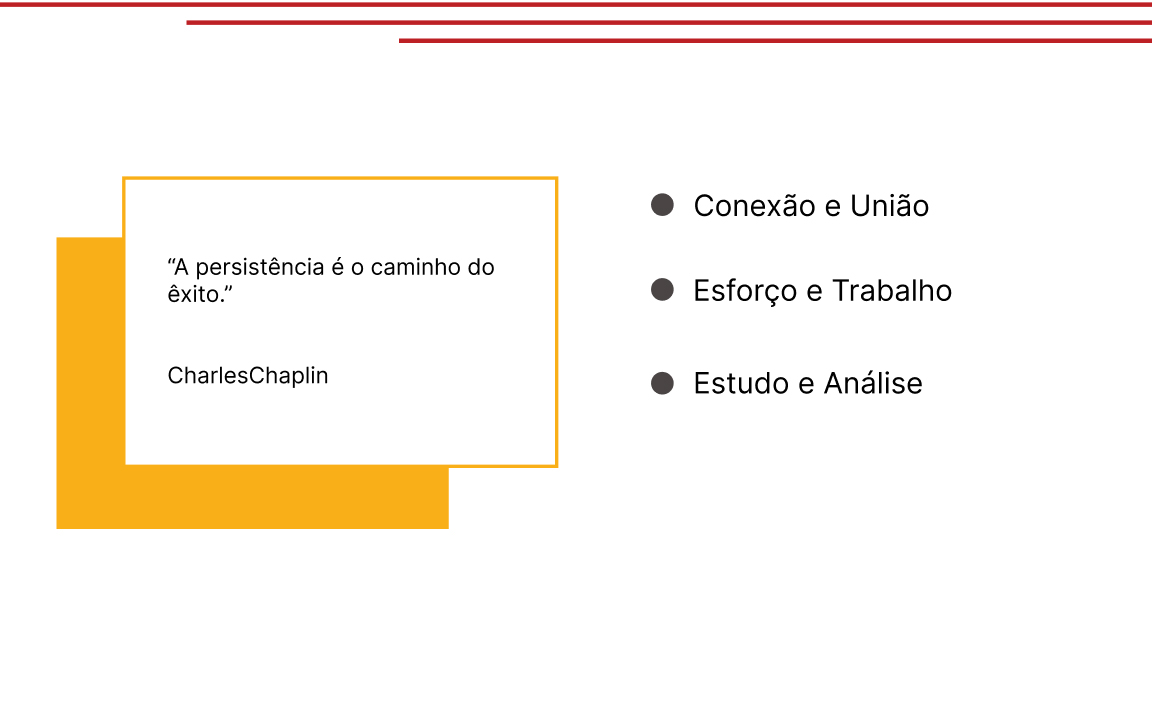 “A persistência é o caminho do
êxito.”
CharlesChaplin
Conexão e União
Esforço e Trabalho
Estudo e Análise